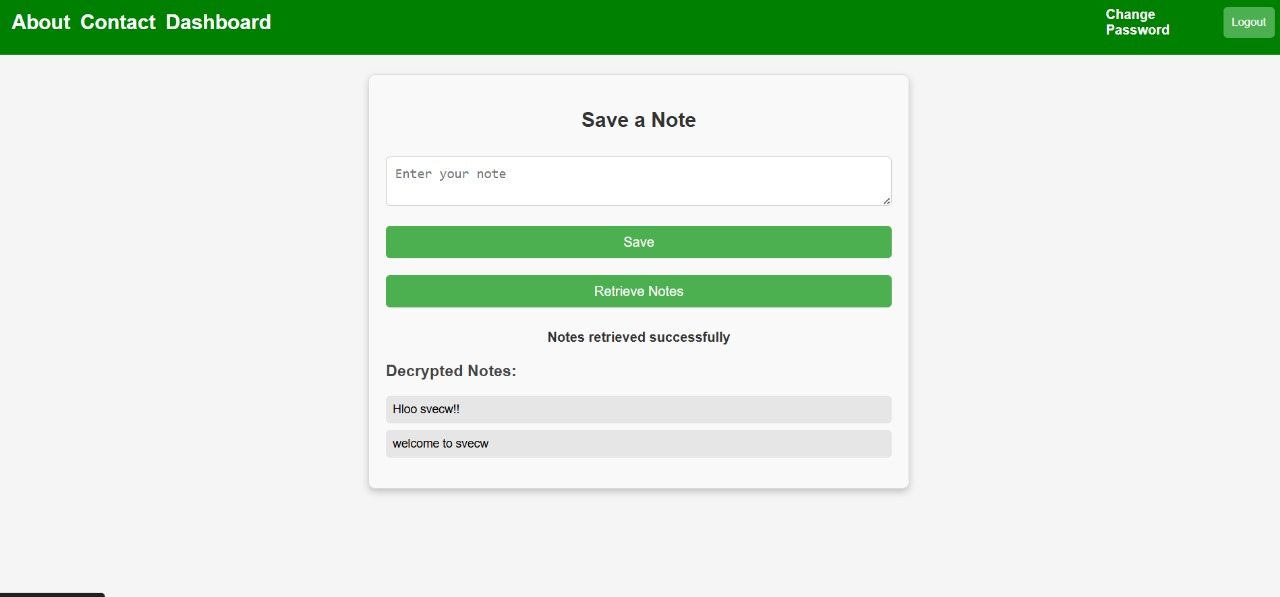 About Contact Dashboard
Change
Password
Logout
Save a Note
Enter your note
Save
Retrieve Notes
Notes retrieved successfully
Decrypted Notes:
Hloo svecw!!
welcome to svecw